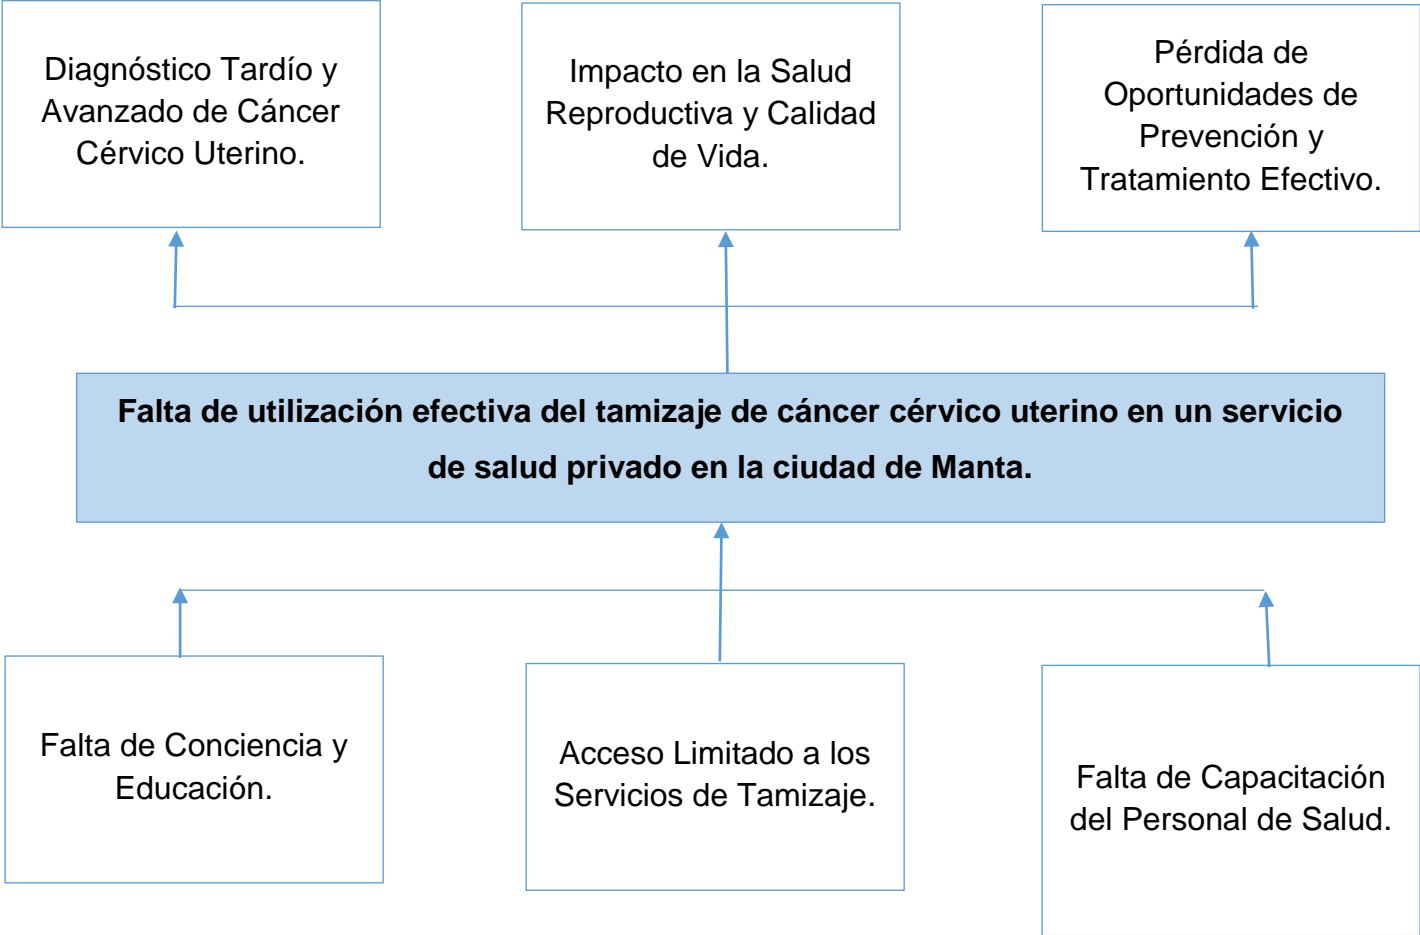 Diagnóstico Tardío y
Avanzado de Cáncer
Cérvico Uterino.
Impacto en la Salud
Reproductiva y Calidad
de Vida.
Pérdida de
Oportunidades de
Prevención y
Tratamiento Efectivo.
Falta de utilización efectiva del tamizaje de cáncer cérvico uterino en un servicio
de salud privado en la ciudad de Manta.
Falta de Conciencia y
Educación.
Acceso Limitado a los
Servicios de Tamizaje.
Falta de Capacitación
del Personal de Salud.